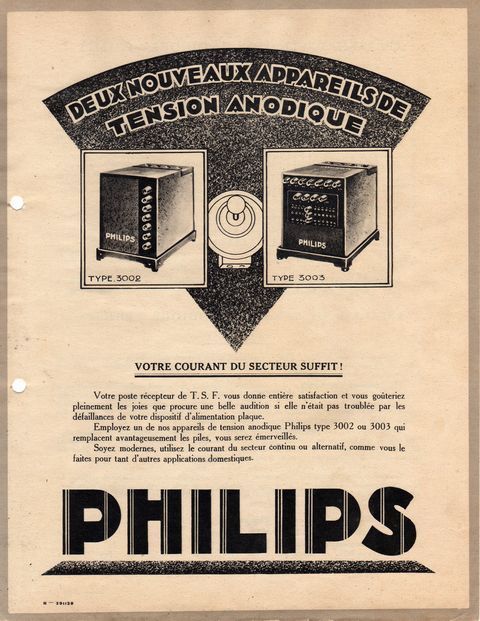 DEUX NOUVEAUX APPAREILS DE
TENSION ANODIQUE
PHILIPS
PHILIPS
TYPE.3002
TYPE 3003
VOTRE COURANT DU SECTEUR SUFFIT !
Votre poste récepteur de T. S. F. vous donne entière satisfaction et vous goûteriez
pleinement les joies que procure une belle audition si elle n'était pas troublée par les
défaillances de votre dispositif d'alimentation plaque.
Employez un de nos appareils de tension anodique Philips type 3002 ou 3003 qui
remplacent avantageusement les piles, vous serez émerveillés.
Soyez modernes, utilisez le courant du secteur continu ou alternatif, comme vous le
faites pour tant d'autres applications domestiques.
PHILIPS